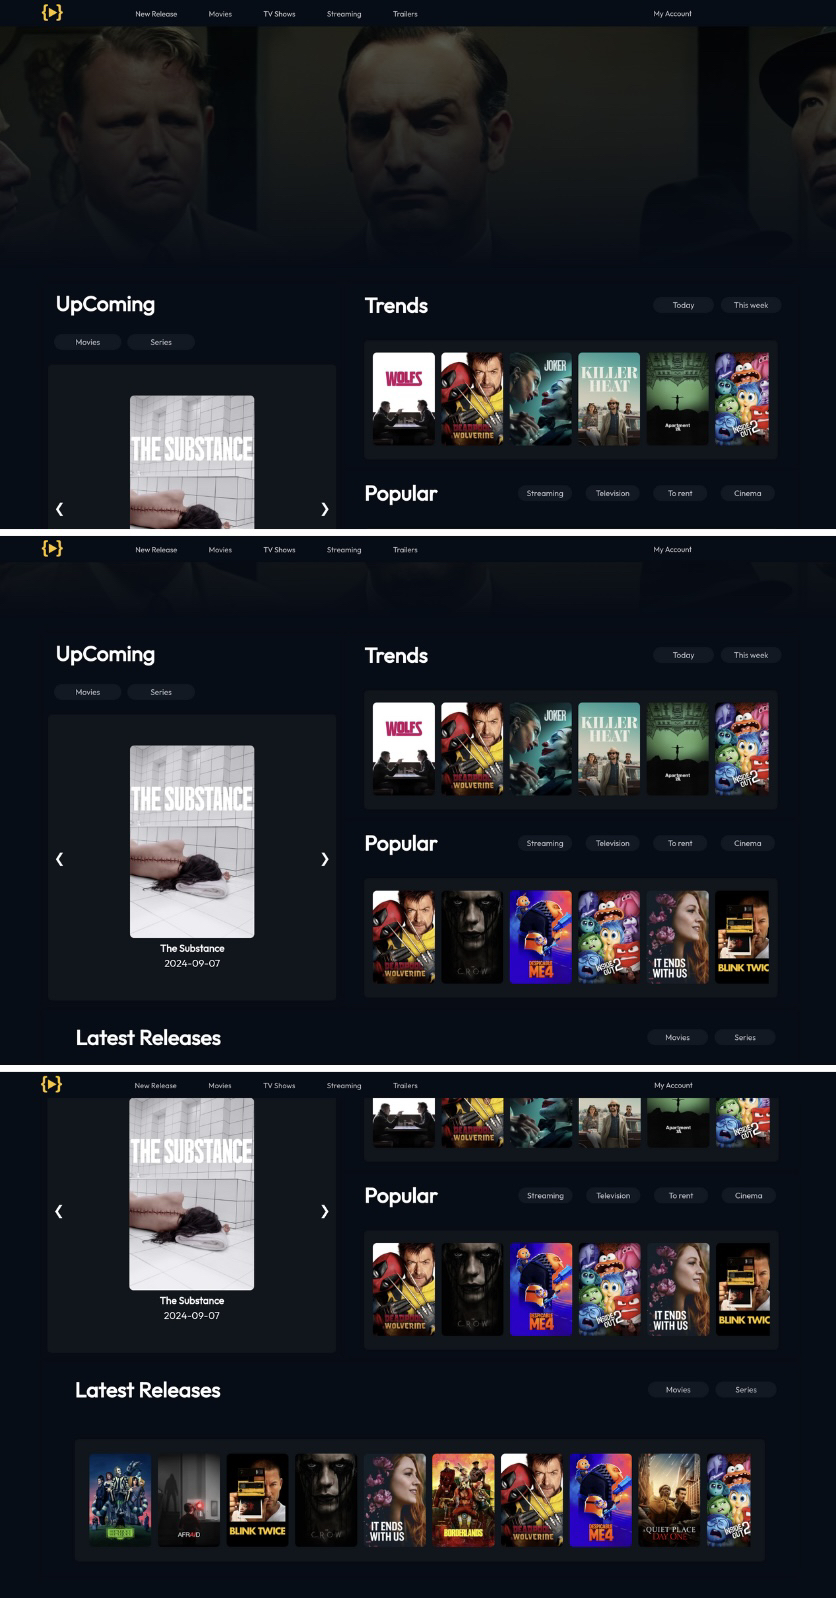 New Release Movies TV Shows Streaming Trailers My Account
UpComing
Movies Series
THE SUBSTANCE
❮ ❯
Trends Today This week
WOLFS
DEADPOOL
WOLVERINE
JOKER
KILLER
HEAT
Apartment
7A
INSIDE
OUT 2
Popular Streaming Television To rent Cinema
New Release Movies TV Shows Streaming Trailers My Account
UpComing
Movies Series
THE SUBSTANCE
❮ ❯
The Substance
2024-09-07
Trends Today This week
WOLFS
DEADPOOL
WOLVERINE
JOKER
KILLER
HEAT
Apartment
7A
INSIDE
OUT 2
Popular Streaming Television To rent Cinema
DEADPOOL
WOLVERINE
CROW
DESPICABLE
ME4
INSIDE
OUT 2
IT ENDS
WITH US
BLINK TWIC
Latest Releases Movies Series
New Release Movies TV Shows Streaming Trailers My Account
THE SUBSTANCE
❮ ❯
The Substance
2024-09-07
DEADPOOL
WOLVERINE
Apartment
7A
INSIDE
OUT 2
Popular Streaming Television To rent Cinema
DEADPOOL
WOLVERINE
CROW
DESPICABLE
ME4
INSIDE
OUT 2
IT ENDS
WITH US
BLINK TWIC
Latest Releases Movies Series
AFRAID
BLINK TWICE
CROW
IT ENDS
WITH US
BORDERLANDS
DEADPOOL
WOLVERINE
DESPICABLE
ME4
A QUIET PLACE
DAY ONE
INSIDE
OUT 2